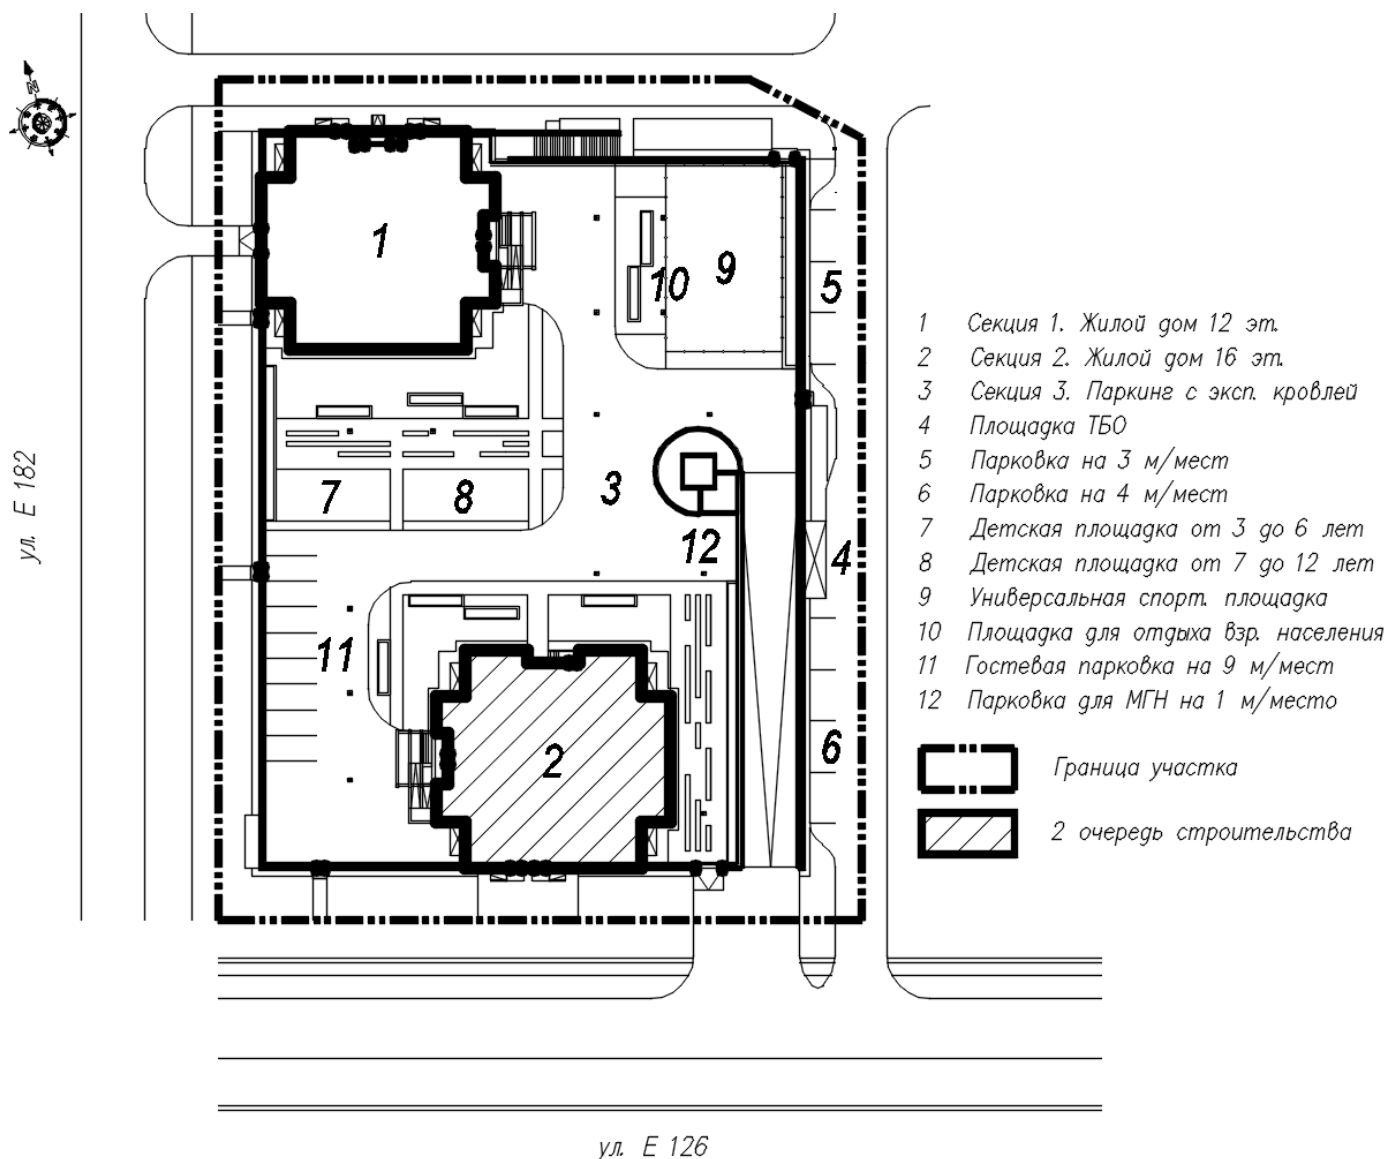 N
1
10
9
5
ул. Е 182
7
8
3
12
4
11
2
6
1 Секция 1. Жилой дом 12 эт.
2 Секция 2. Жилой дом 16 эт.
3 Секция 3. Паркинг с эксп. кровлей
4 Площадка ТБО
5 Парковка на 3 м/мест
6 Парковка на 4 м/мест
7 Детская площадка от 3 до 6 лет
8 Детская площадка от 7 до 12 лет
9 Универсальная спорт. площадка
10 Площадка для отдыха взр. населения
11 Гостевая парковка на 9 м/мест
12 Парковка для МГН на 1 м/место
Граница участка
2 очередь строительства
ул. Е 126